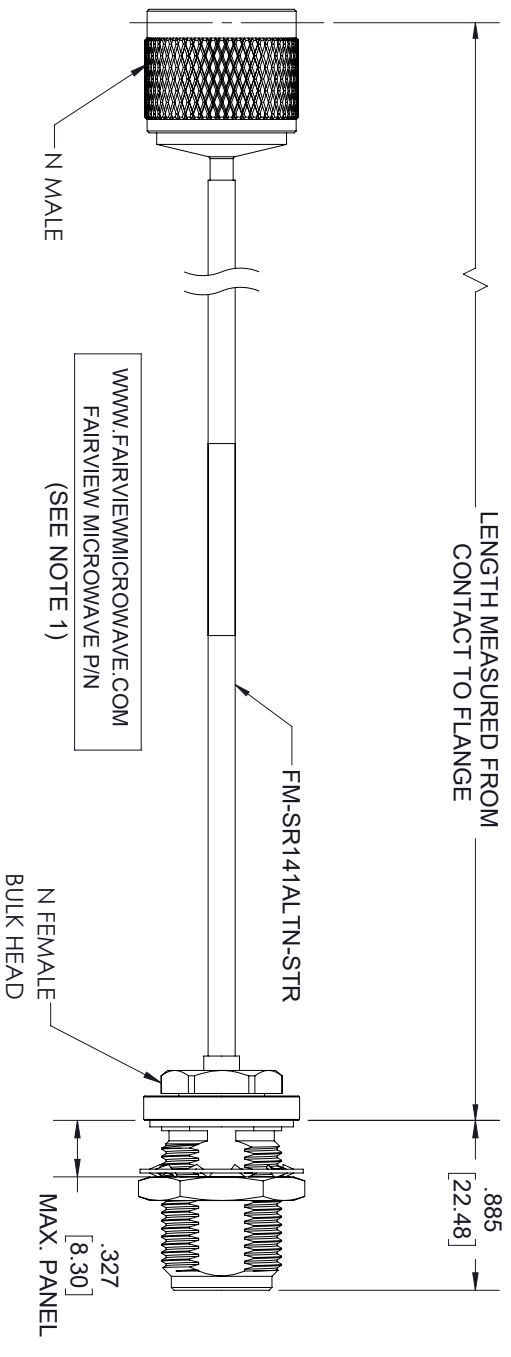 LENGTH MEASURED FROM
CONTACT TO FLANGE
.885
[22.48]
FM-SR141ALTN-STR
N MALE
WWW.FAIRVIEWMICROWAVE.COM
FAIRVIEW MICROWAVE P/N
(SEE NOTE 1)
N FEMALE
BULK HEAD
.327
[8.30]
MAX. PANEL